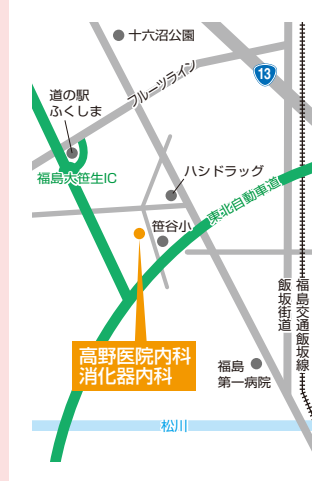 十六沼公園
13
フルーツライン
道の駅
ふくしま
福島大笹生IC
ハシドラッグ
東北自動車道
笹谷小
福島交通飯坂線
飯坂街道
高野医院内科
消化器内科
福島
第一病院
松川